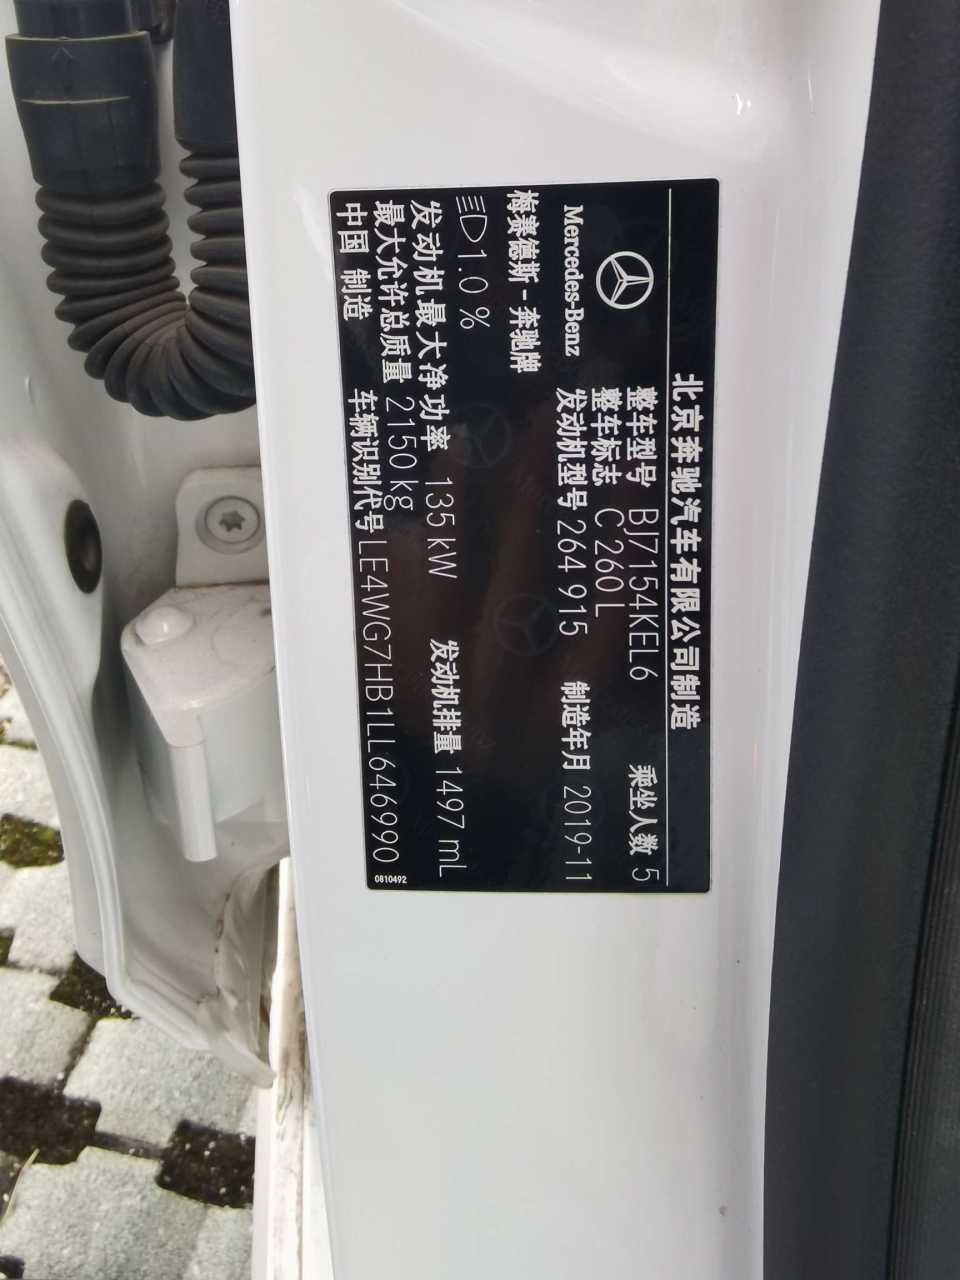 北京奔驰汽车有限公司制造
Mercedes-Benz
整车型号 BJ7154KEL6 乘坐人数 5
整车标志 C 260 L
发动机型号 264 915 制造年月 2019-11
梅赛德斯-奔驰牌
1.0 %
发动机最大净功率 135 kW 发动机排量 1497 mL
最大允许总质量 2150 kg
中国 制造 车辆识别代号 LE4WG7HB1LL646990
0810492